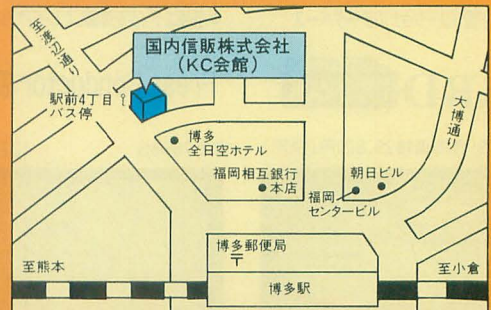 至渡辺通り
国内信販株式会社
(KC会館)
駅前4丁目
バス停
大博通り
博多
全日空ホテル
福岡相互銀行
本店
朝日ビル
福岡
センタービル
博多郵便局
〒
至熊本
至小倉
博多駅